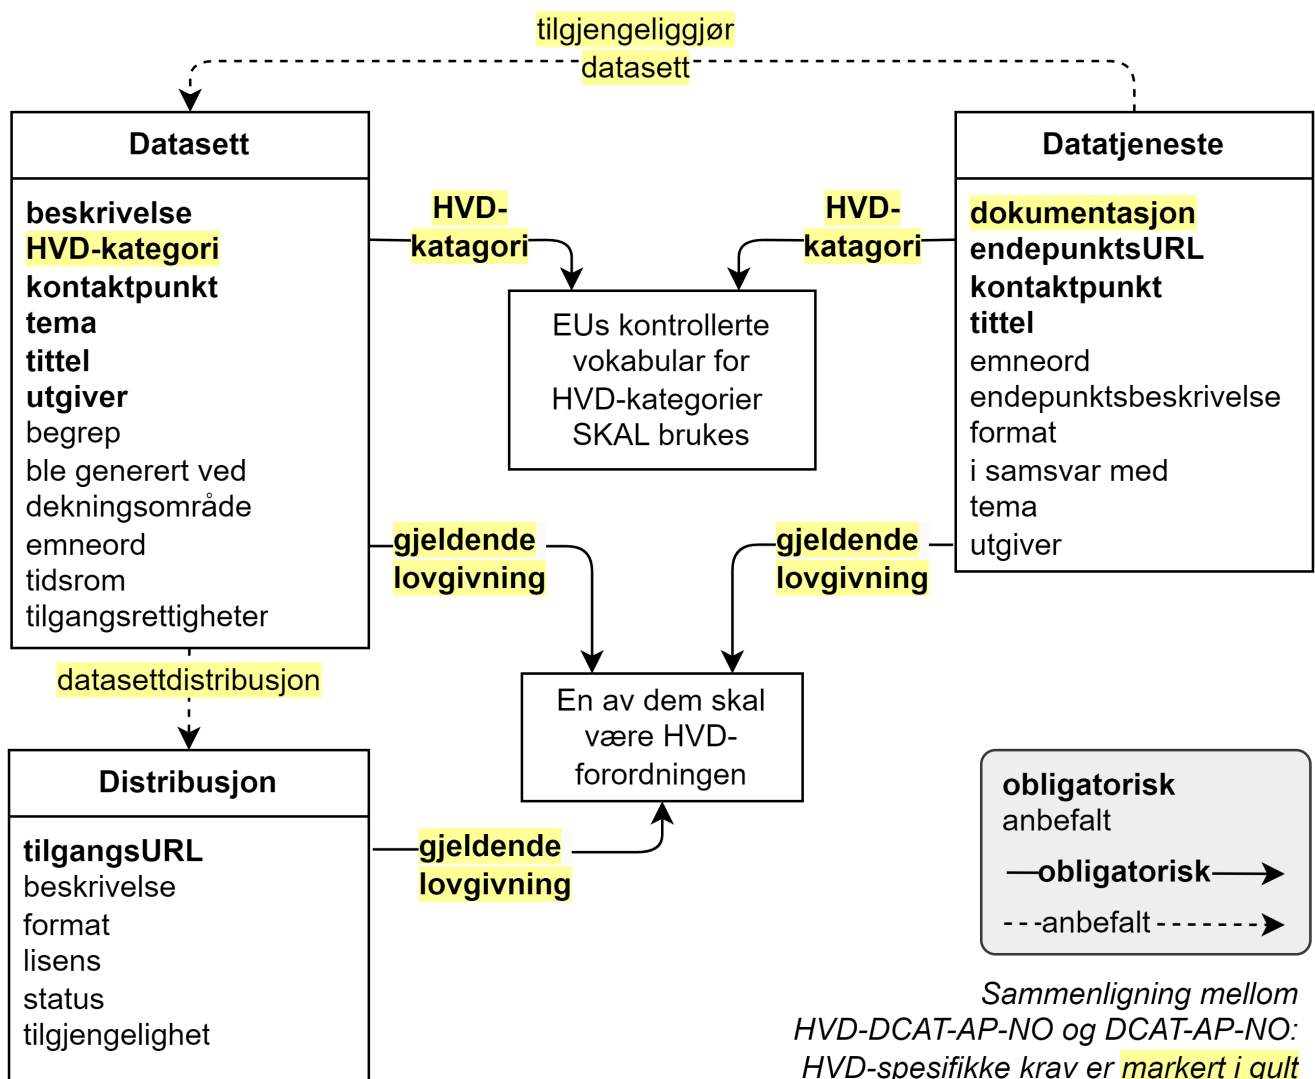 tilgjengeliggjør
datasett
Datasett
beskrivelse
HVD-kategori
kontaktpunkt
tema
tittel
utgiver
begrep
ble generert ved
dekningsområde
emneord
tidsrom
tilgangsrettigheter
HVD-
katagori
HVD-
katagori
EUs kontrollerte
vokabular for
HVD-kategorier
SKAL brukes
Datatjeneste
dokumentasjon
endepunktsURL
kontaktpunkt
tittel
emneord
endepunktsbeskrivelse
format
i samsvar med
tema
utgiver
gjeldende
lovgivning
gjeldende
lovgivning
datasettdistribusjon
En av dem skal
være HVD-
forordningen
Distribusjon
tilgangsURL
beskrivelse
format
lisens
status
tilgjengelighet
gjeldende
lovgivning
obligatorisk
anbefalt
obligatorisk
anbefalt
Sammenligning mellom
HVD-DCAT-AP-NO og DCAT-AP-NO:
HVD-spesifikke krav er markert i gult